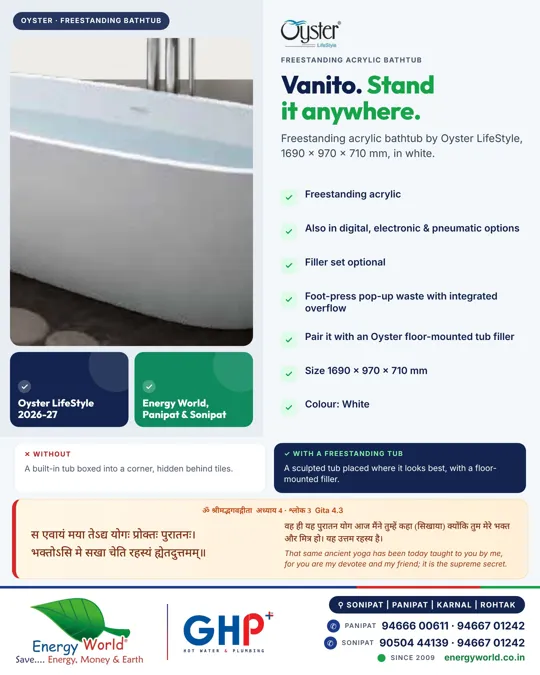 OYSTER · FREESTANDING BATHTUB
Oyster®
LifeStyle
FREESTANDING ACRYLIC BATHTUB
Vanito. Stand
it anywhere.
Freestanding acrylic bathtub by Oyster LifeStyle,
1690 × 970 × 710 mm, in white.
Freestanding acrylic
Also in digital, electronic & pneumatic options
Filler set optional
Foot-press pop-up waste with integrated
overflow
Pair it with an Oyster floor-mounted tub filler
Size 1690 × 970 × 710 mm
Colour: White
Oyster LifeStyle
2026-27
Energy World,
Panipat & Sonipat
✕ WITHOUT
A built-in tub boxed into a corner, hidden behind tiles.
✓ WITH A FREESTANDING TUB
A sculpted tub placed where it looks best, with a floor-
mounted filler.
ॐ श्रीमद्भगवद्गीता अध्याय 4 · श्लोक 3 Gita 4.3
स एवायं मया तेऽद्य योगः प्रोक्तः पुरातनः।
भक्तोऽसि मे सखा चेति रहस्यं ह्येतदुत्तमम्॥
वह ही यह पुरातन योग आज मैंने तुम्हें कहा (सिखाया) क्योंकि तुम मेरे भक्त
और मित्र हो। यह उत्तम रहस्य है।
That same ancient yoga has been today taught to you by me,
for you are my devotee and my friend; it is the supreme secret.
Energy World
Save.... Energy, Money & Earth
GHP+
HOT WATER & PLUMBING
SONIPAT | PANIPAT | KARNAL | ROHTAK
PANIPAT 94666 00611 · 94667 01242
SONIPAT 90504 44139 · 94667 01242
SINCE 2009 energyworld.co.in